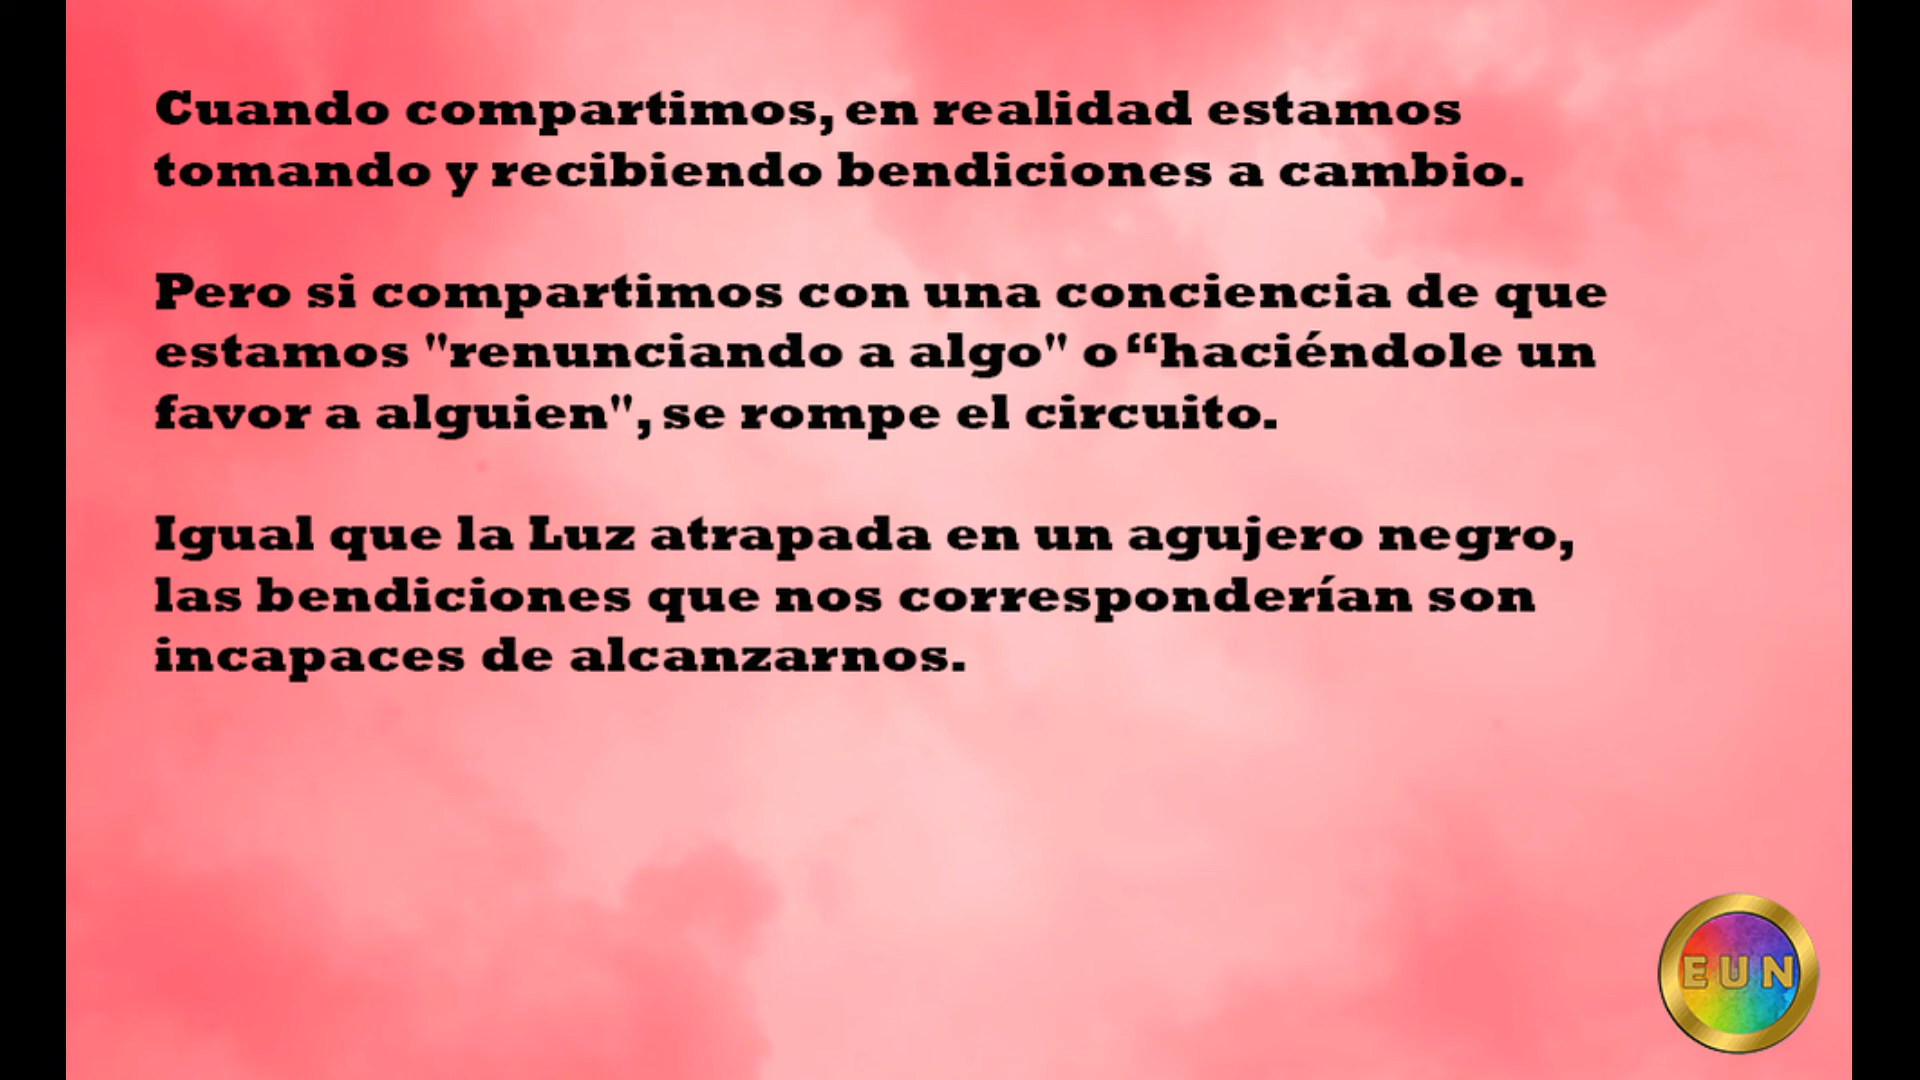 Cuando compartimos, en realidad estamos
tomando y recibiendo bendiciones a cambio.
Pero si compartimos con una conciencia de que
estamos "renunciando a algo" o “haciéndole un
favor a alguien", se rompe el circuito.
Igual que la Luz atrapada en un agujero negro,
las bendiciones que nos corresponderían son
incapaces de alcanzarnos.
EUN